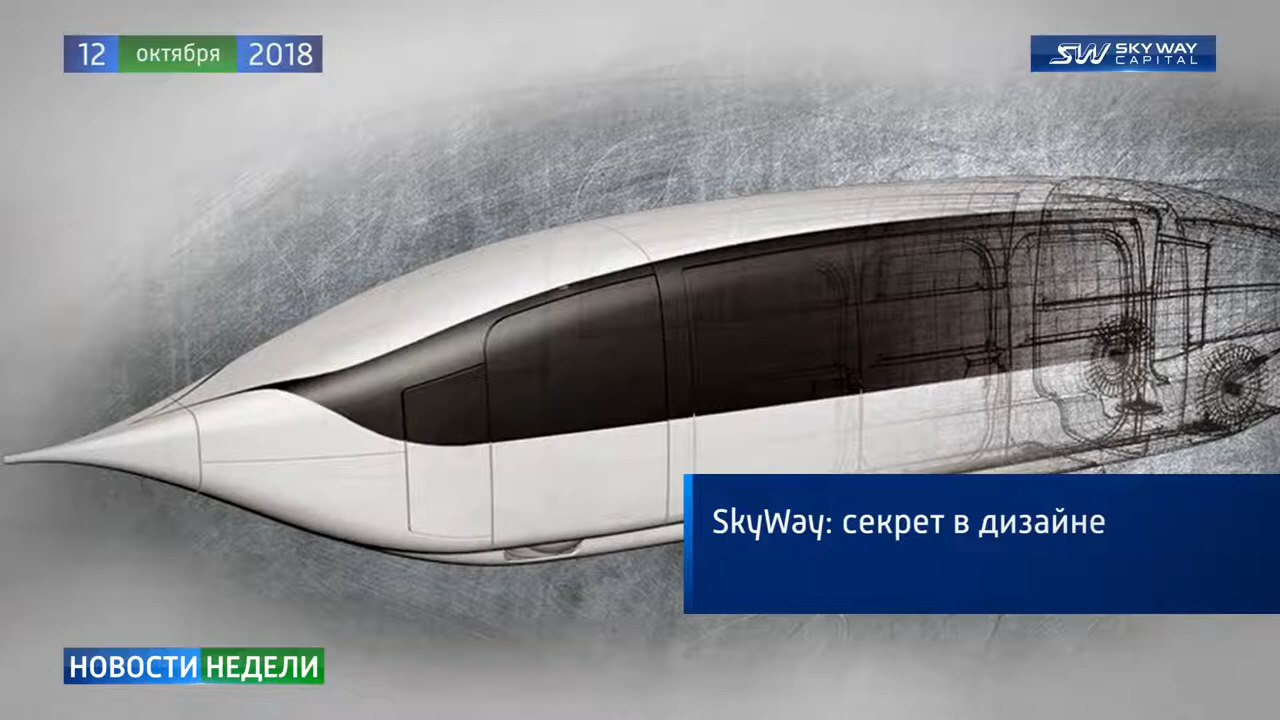 12 октября 2018
SW SKY WAY
CAPITAL
SkyWay: секрет в дизайне
НОВОСТИ НЕДЕЛИ